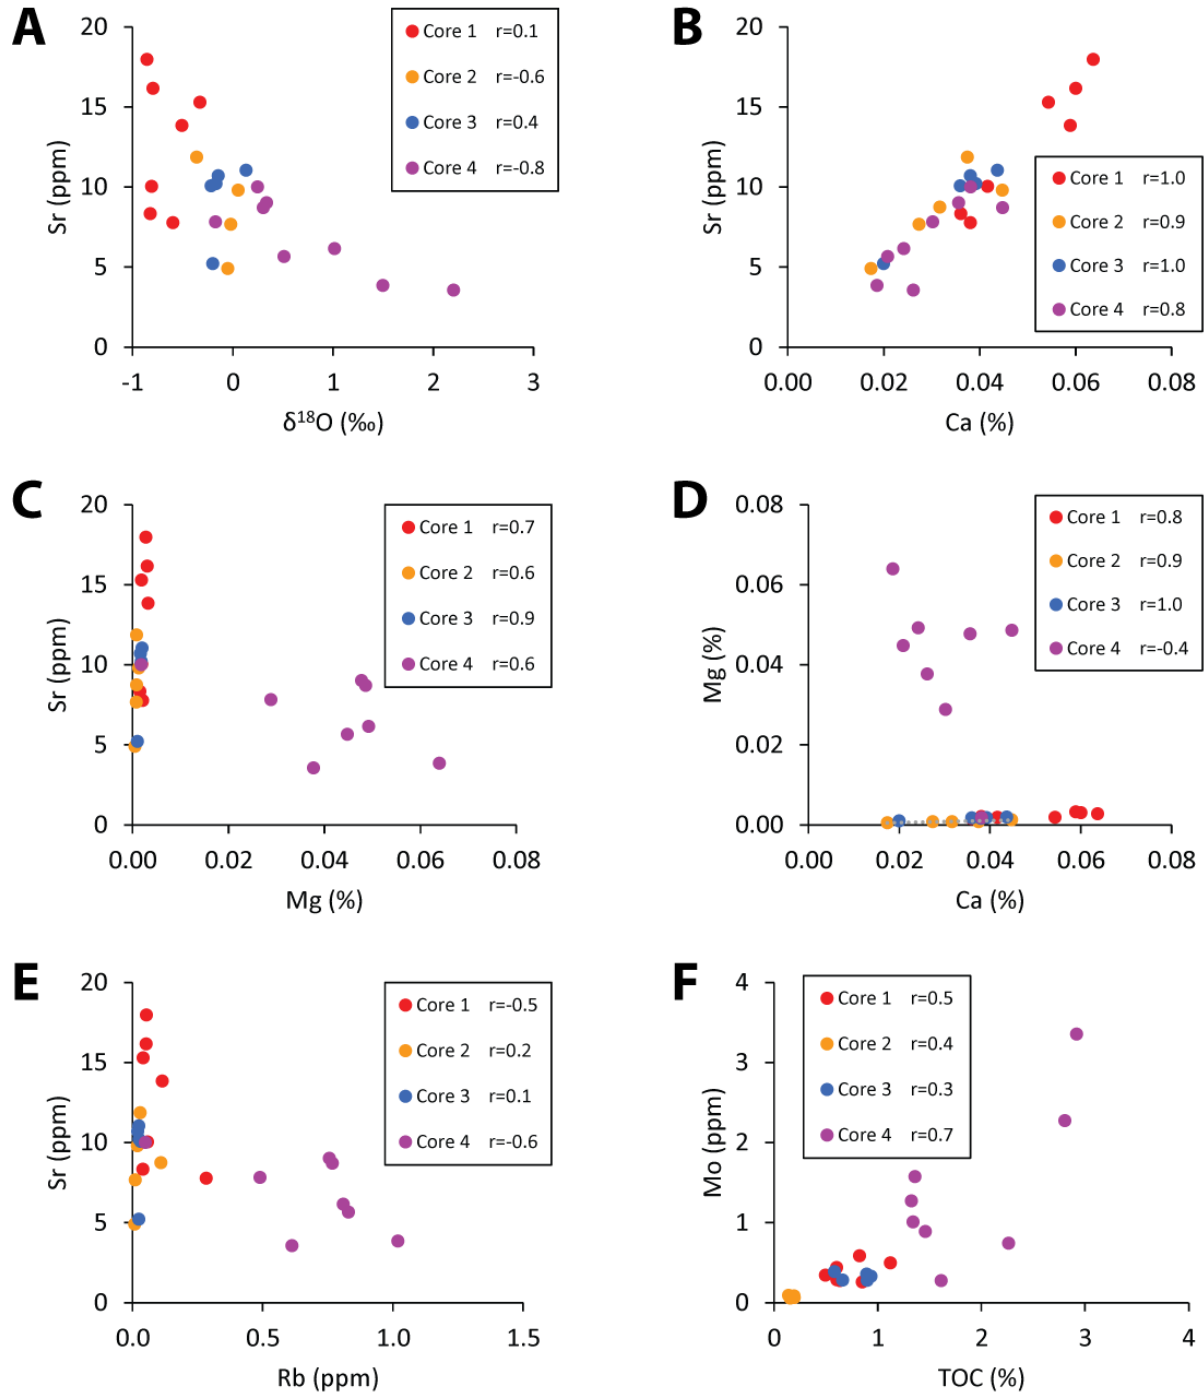 A
Sr (ppm)
20
15
10
5
0
-1 0 1 2 3
δ18O (‰)
Core 1 r=0.1
Core 2 r=-0.6
Core 3 r=0.4
Core 4 r=-0.8
B
Sr (ppm)
20
15
10
5
0
0.00 0.02 0.04 0.06 0.08
Ca (%)
Core 1 r=1.0
Core 2 r=0.9
Core 3 r=1.0
Core 4 r=0.8
C
Sr (ppm)
20
15
10
5
0
0.00 0.02 0.04 0.06 0.08
Mg (%)
Core 1 r=0.7
Core 2 r=0.6
Core 3 r=0.9
Core 4 r=0.6
D
Mg (%)
0.08
0.06
0.04
0.02
0.00
0.00 0.02 0.04 0.06 0.08
Ca (%)
Core 1 r=0.8
Core 2 r=0.9
Core 3 r=1.0
Core 4 r=-0.4
E
Sr (ppm)
20
15
10
5
0
0.0 0.5 1.0 1.5
Rb (ppm)
Core 1 r=-0.5
Core 2 r=0.2
Core 3 r=0.1
Core 4 r=-0.6
F
Mo (ppm)
4
3
2
1
0
0 1 2 3 4
TOC (%)
Core 1 r=0.5
Core 2 r=0.4
Core 3 r=0.3
Core 4 r=0.7